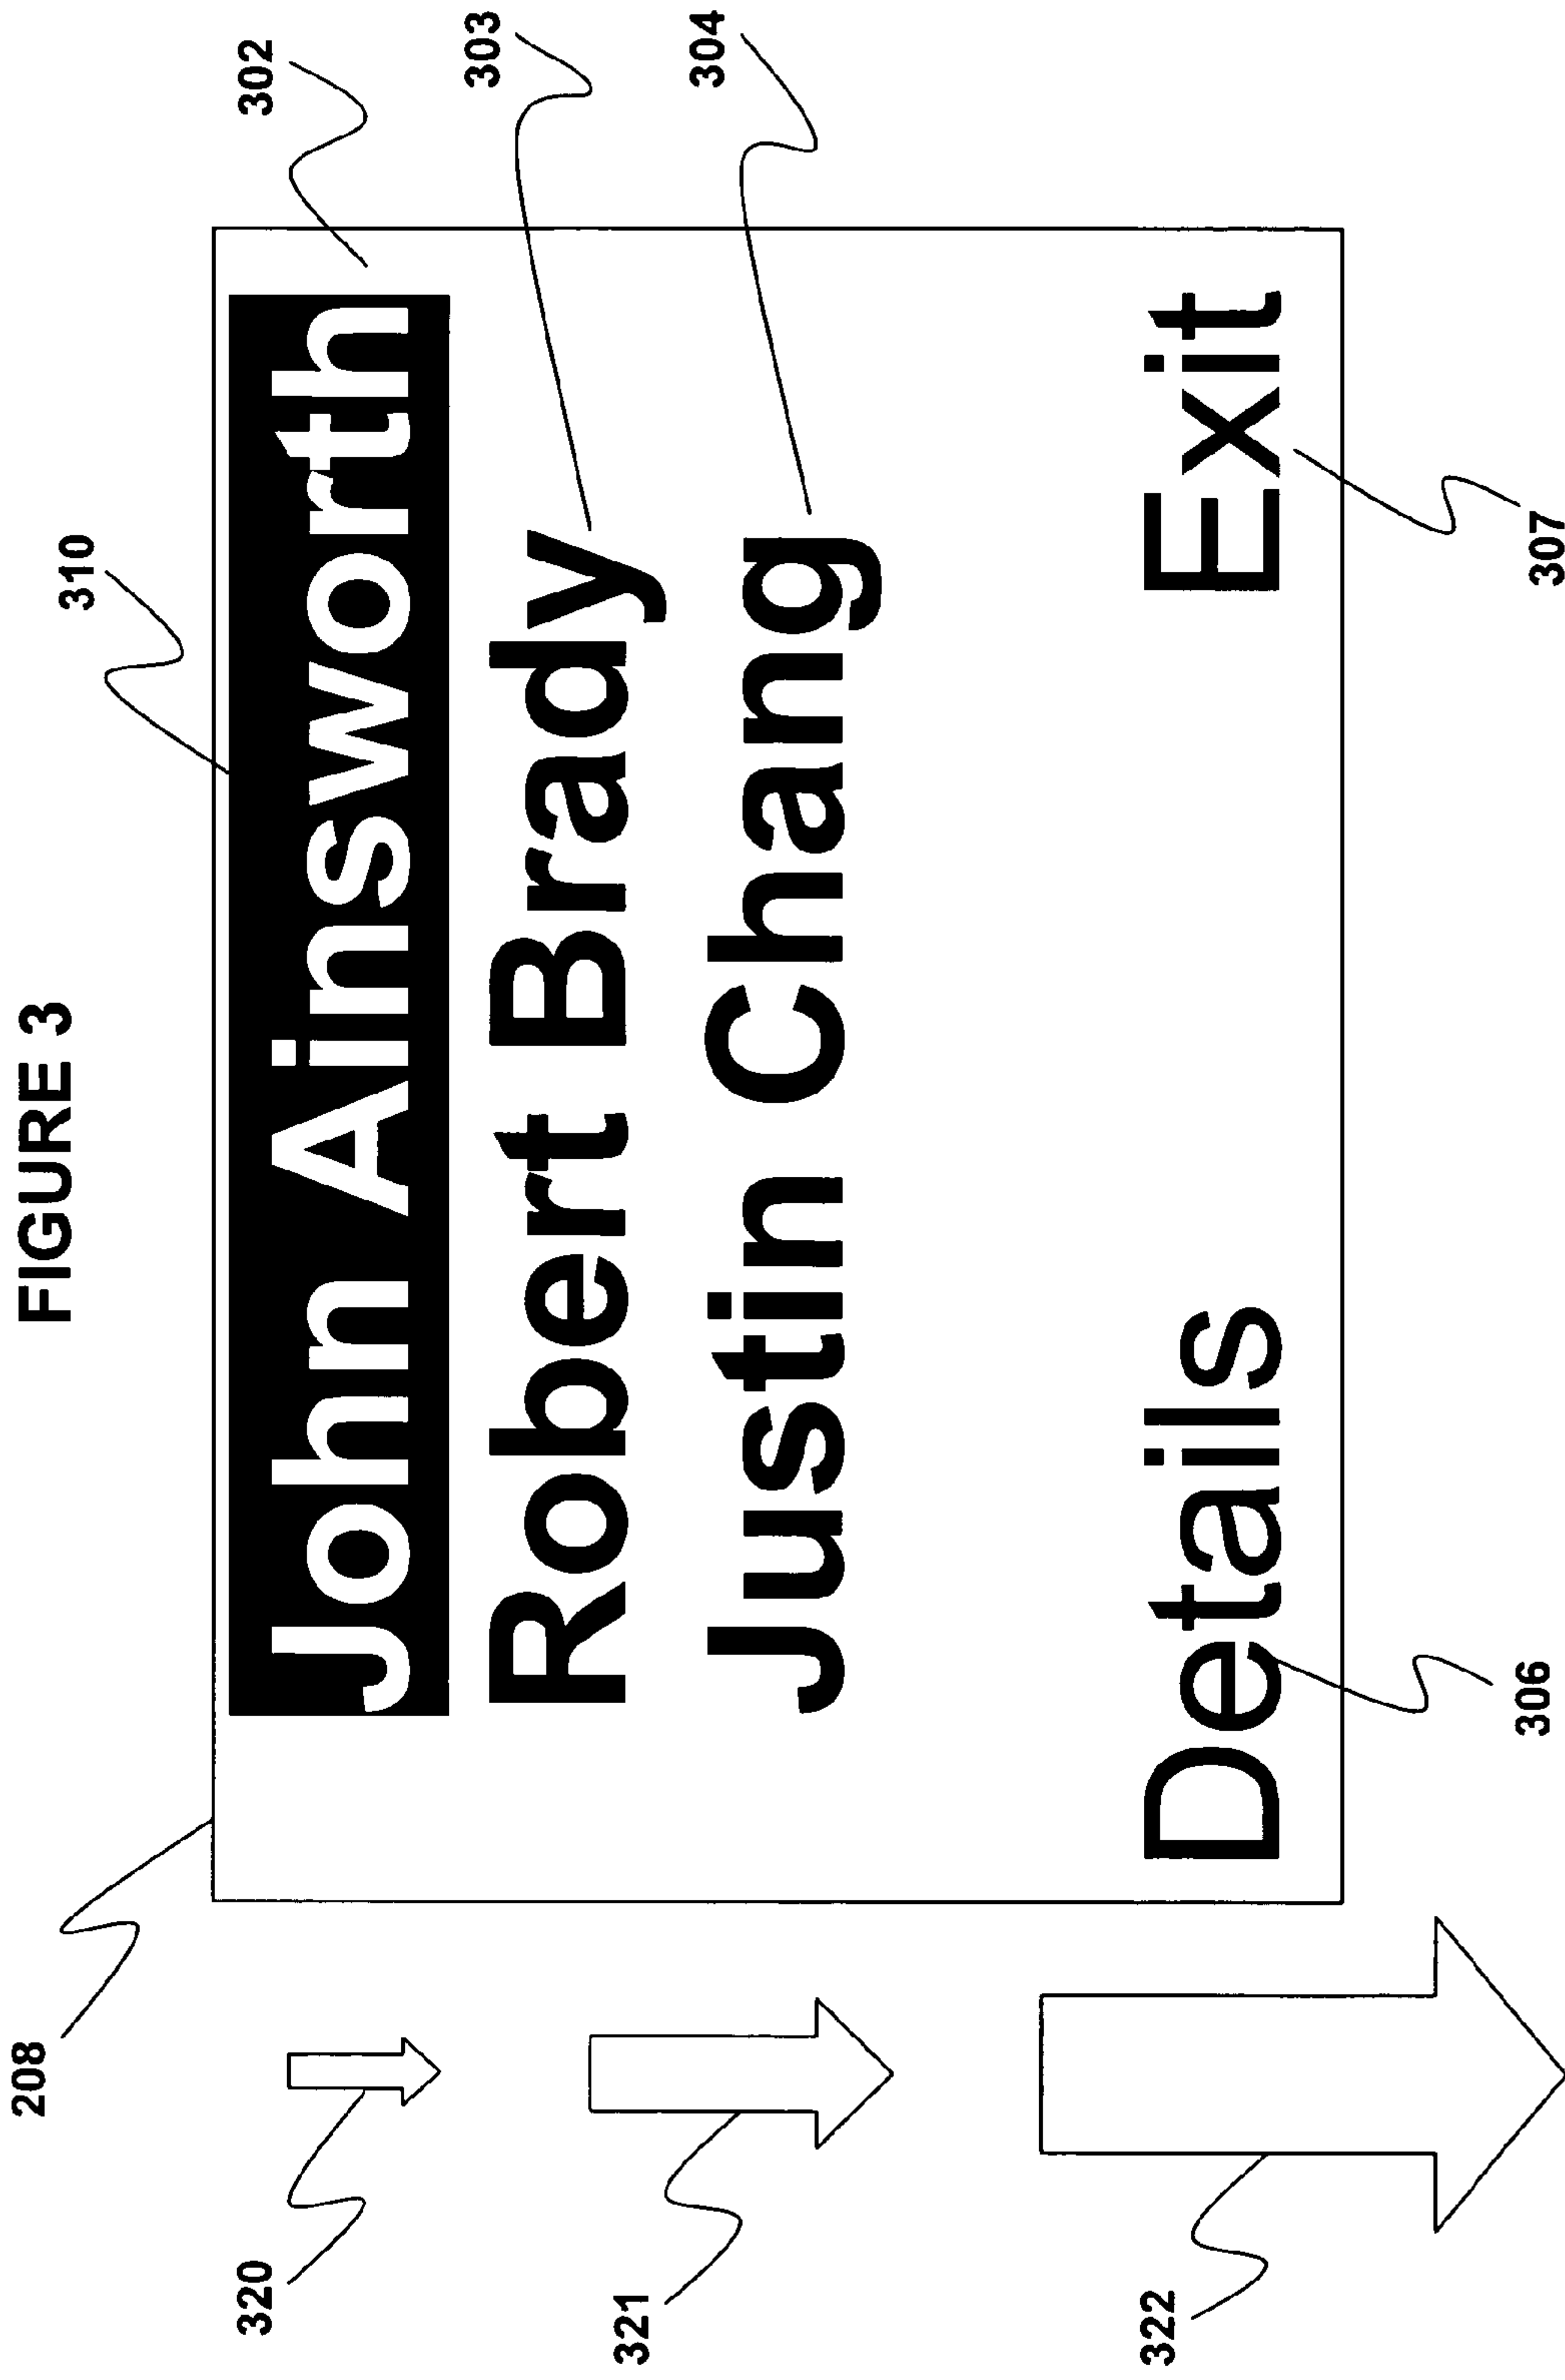 FIGURE 3
208
310
302
John Ainsworth
303
Robert Brady
304
Justin Chang
320
321
322
Details
Exit
306
307